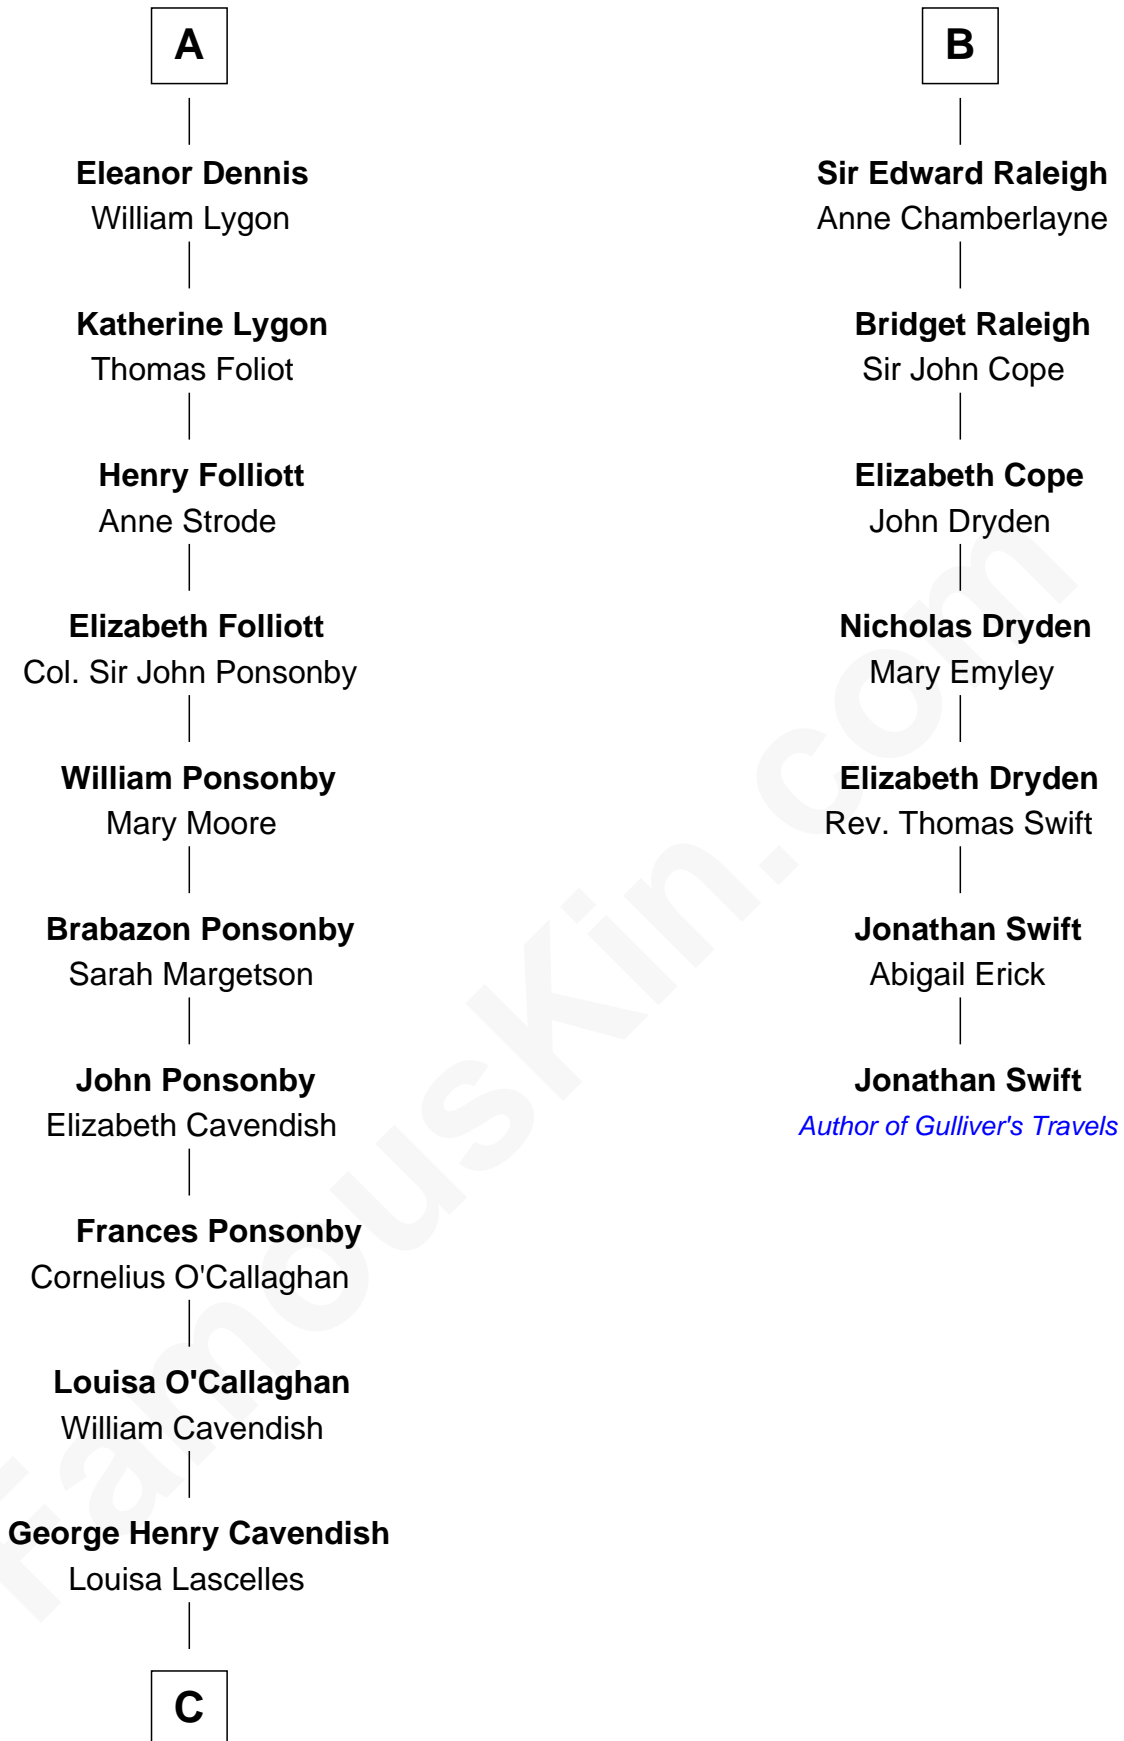 A
Eleanor Dennis
William Lygon
Katherine Lygon
Thomas Foliot
Henry Folliott
Anne Strode
Elizabeth Folliott
Col. Sir John Ponsonby
William Ponsonby
Mary Moore
Brabazon Ponsonby
Sarah Margetson
John Ponsonby
Elizabeth Cavendish
Frances Ponsonby
Cornelius O'Callaghan
Louisa O'Callaghan
William Cavendish
George Henry Cavendish
Louisa Lascelles
C
B
Sir Edward Raleigh
Anne Chamberlayne
Bridget Raleigh
Sir John Cope
Elizabeth Cope
John Dryden
Nicholas Dryden
Mary Emyley
Elizabeth Dryden
Rev. Thomas Swift
Jonathan Swift
Abigail Erick
Jonathan Swift
Author of Gulliver's Travels
FamousKin.com